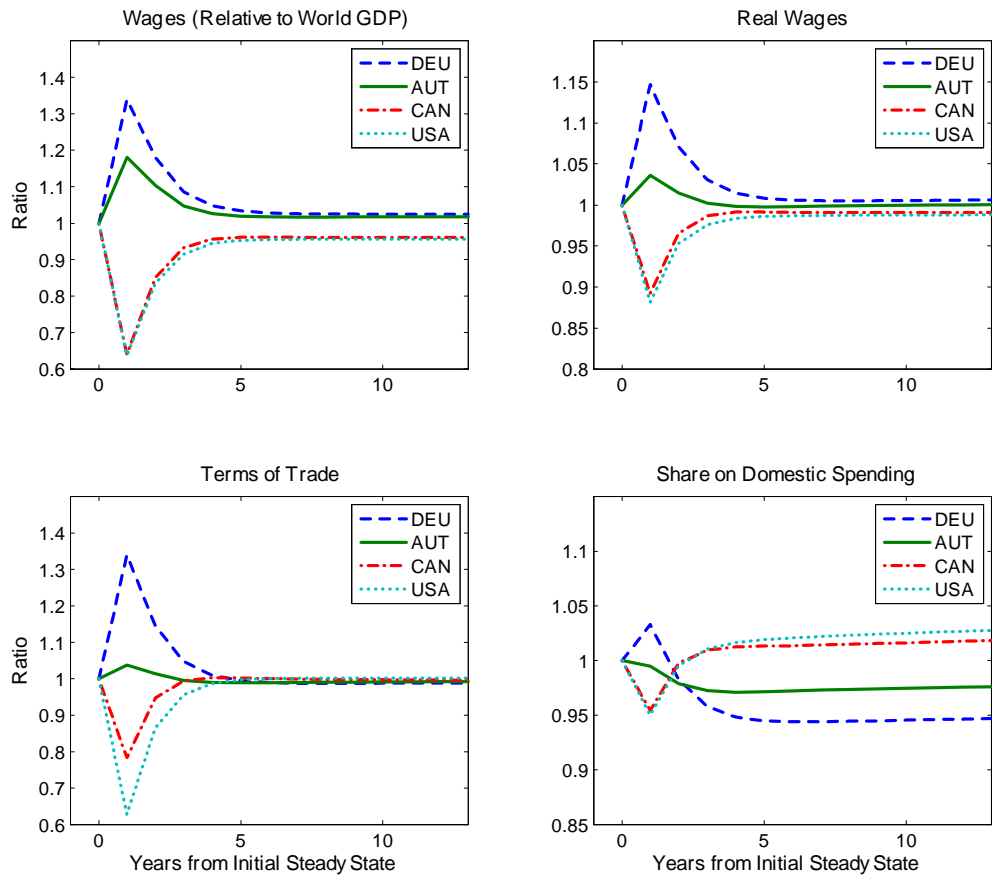 Wages (Relative to World GDP)
Ratio
1.4
1.3
1.2
1.1
1
0.9
0.8
0.7
0.6
0
5
10
DEU
AUT
CAN
USA
Real Wages
1.15
1.1
1.05
1
0.95
0.9
0.85
0.8
0
5
10
DEU
AUT
CAN
USA
Terms of Trade
Ratio
1.4
1.3
1.2
1.1
1
0.9
0.8
0.7
0.6
0
5
10
Years from Initial Steady State
DEU
AUT
CAN
USA
Share on Domestic Spending
1.1
1.05
1
0.95
0.9
0.85
0
5
10
Years from Initial Steady State
DEU
AUT
CAN
USA